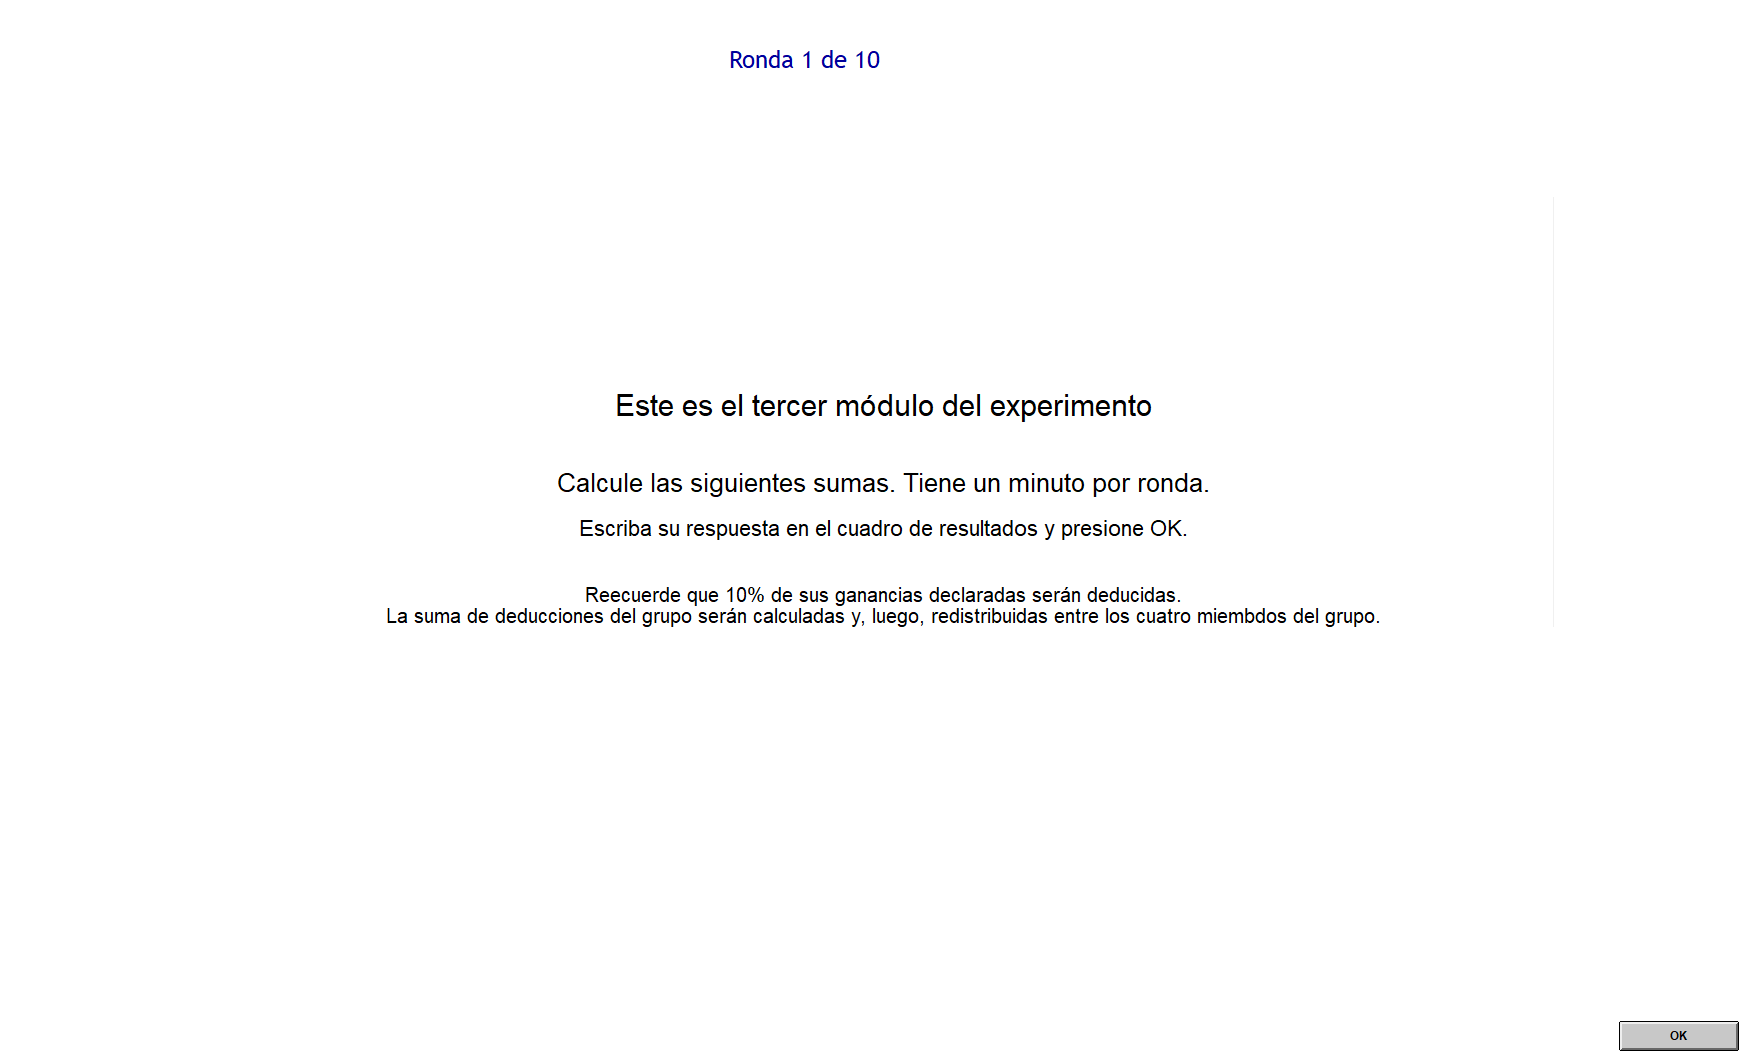 Ronda 1 de 10
Este es el tercer módulo del experimento
Calcule las siguientes sumas. Tiene un minuto por ronda.
Escriba su respuesta en el cuadro de resultados y presione OK.
Reecuerde que 10% de sus ganancias declaradas serán deducidas.
La suma de deducciones del grupo serán calculadas y, luego, redistribuidas entre los cuatro miembdos del grupo.
OK